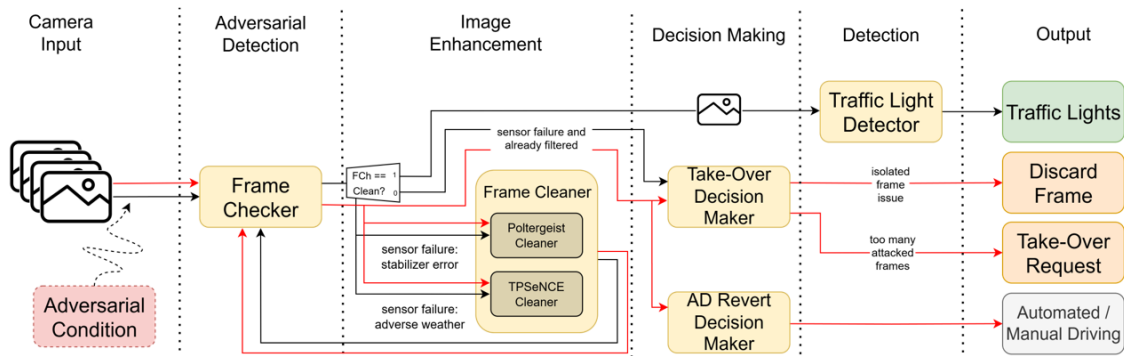 Camera
Input
Adversarial
Detection
Image
Enhancement
Decision Making
Detection
Output
Frame
Checker
Adversarial
Condition
FCh ==
Clean?
1
0
sensor failure and
already filtered
Frame Cleaner
Poltergeist
Cleaner
sensor failure:
stabilizer error
TPSeNCE
Cleaner
sensor failure:
adverse weather
Take-Over
Decision
Maker
AD Revert
Decision
Maker
Traffic Light
Detector
isolated
frame
issue
too many
attacked
frames
Traffic Lights
Discard
Frame
Take-Over
Request
Automated /
Manual Driving